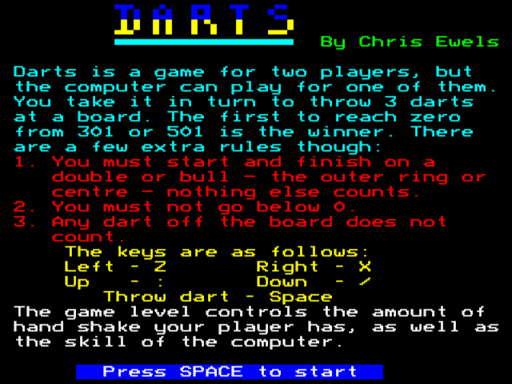 DARTS
By Chris Ewels
Darts is a game for two players, but
the computer can play for one of them.
You take it in turn to throw 3 darts
at a board. The first to reach zero
from 301 or 501 is the winner. There
are a few extra rules though:
1. You must start and finish on a
double or bull - the outer ring or
centre - nothing else counts.
2. You must not go below 0.
3. Any dart off the board does not
count.
The keys are as follows:
Left - Z Right - X
Up - : Down - /
Throw dart - Space
The game level controls the amount of
hand shake your player has, as well as
the skill of the computer.
Press SPACE to start